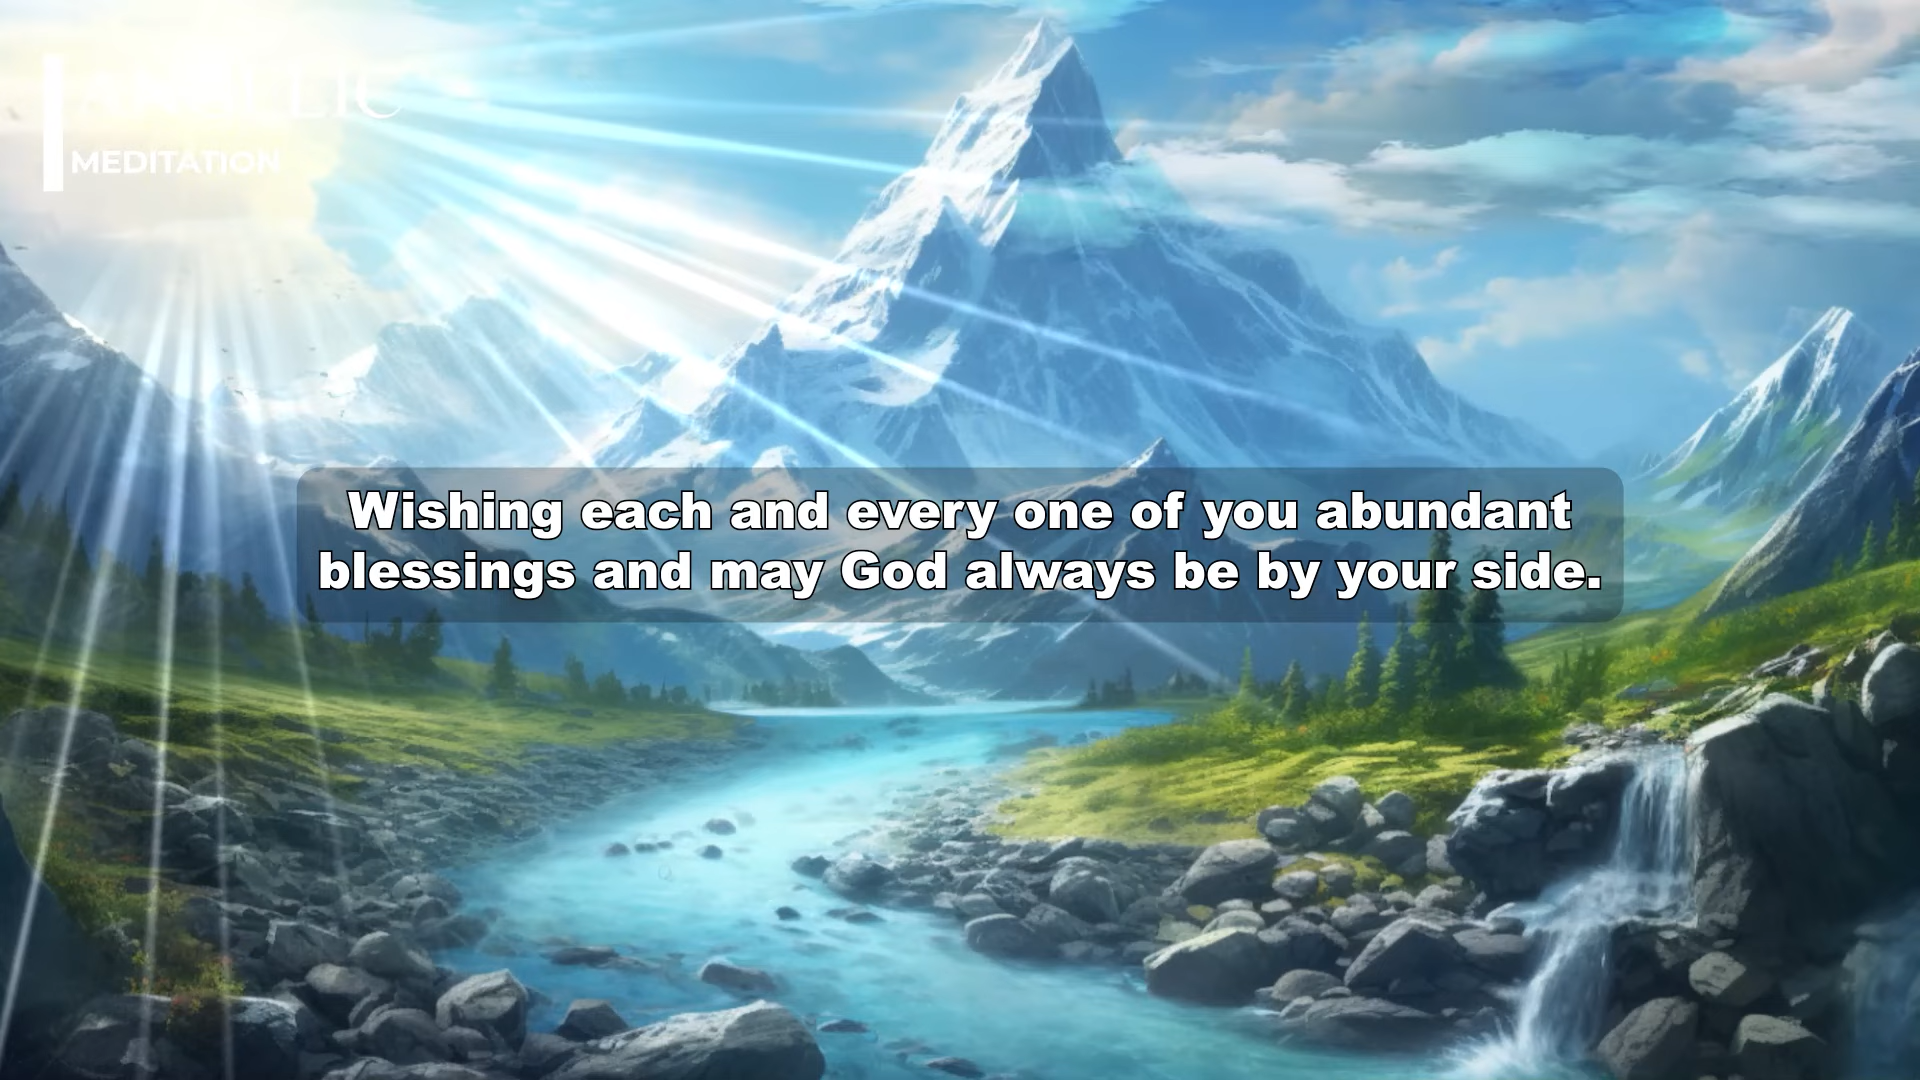 MEDITATION
Wishing each and every one of you abundant
blessings and may God always be by your side.